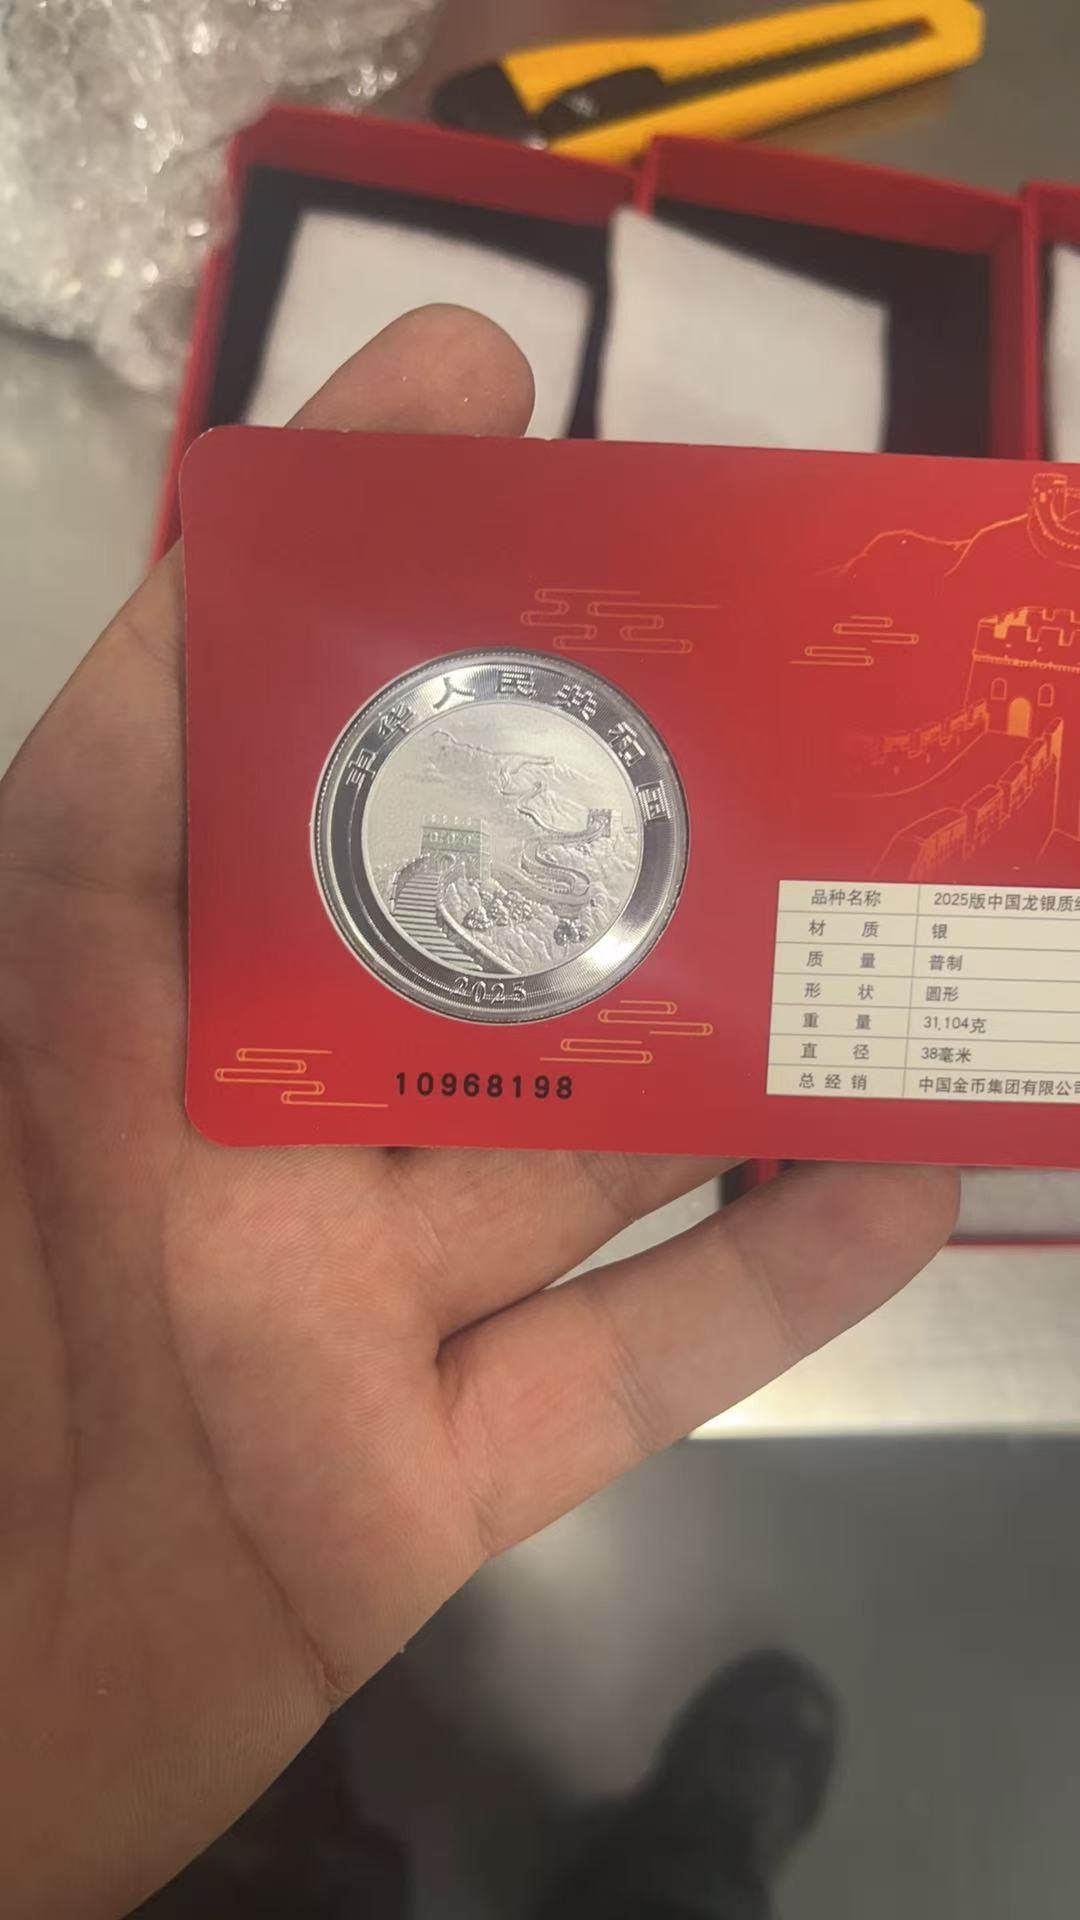 中华人民共和国
2025
10968198
品种名称 2025版中国龙银质纪
材 质 银
质 量 普制
形 状 圆形
重 量 31.104克
直 径 38毫米
总 经 销 中国金币集团有限公司